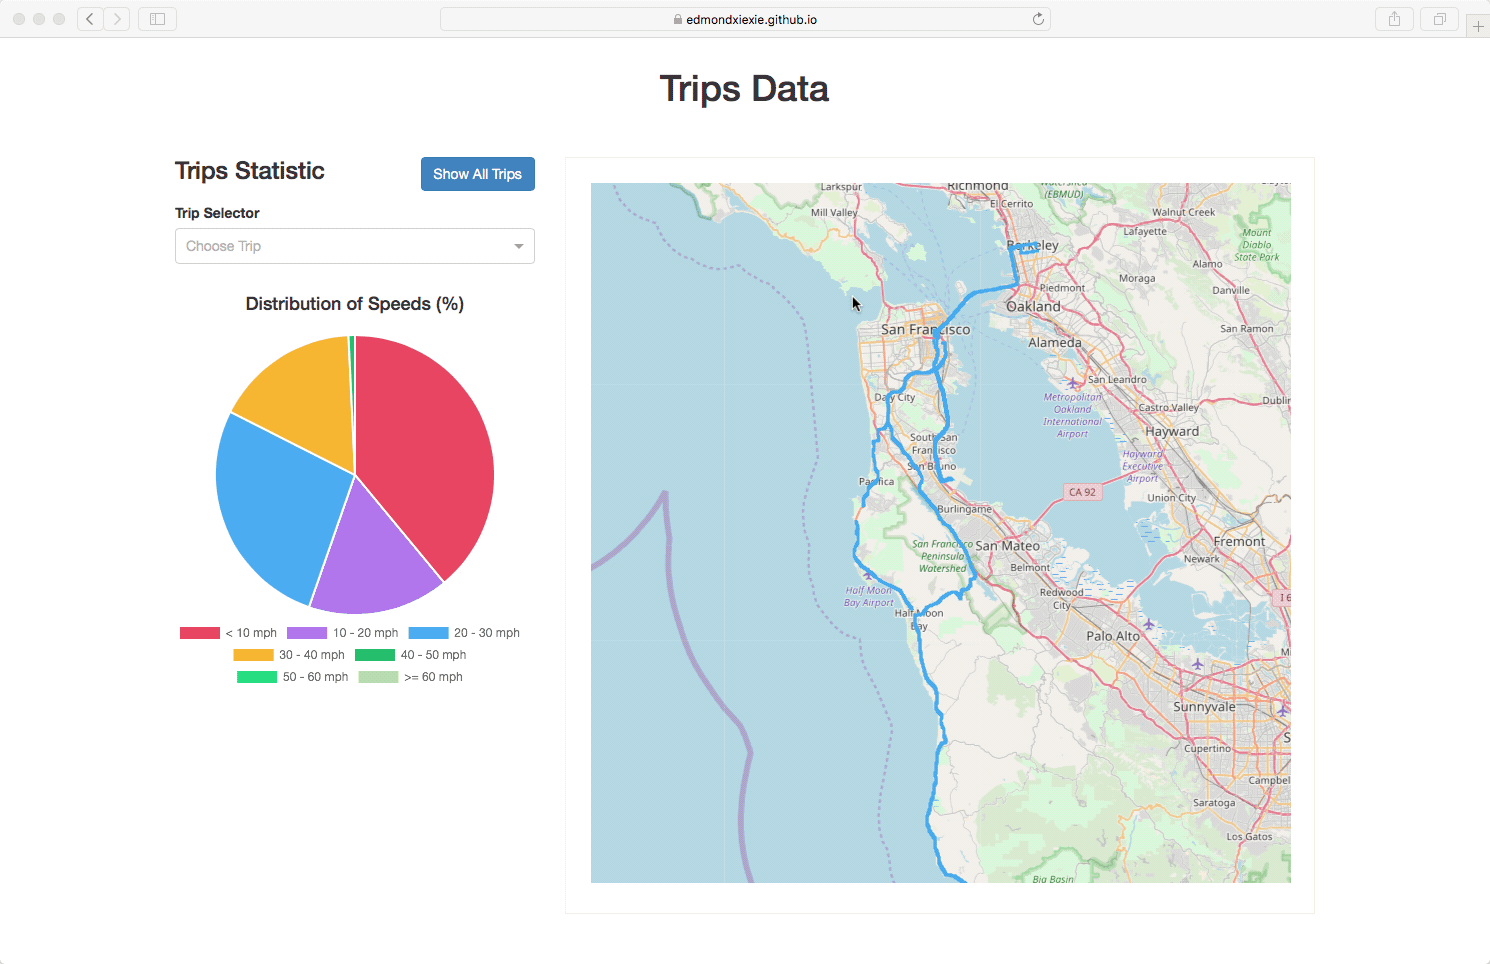 edmondxiexie.github.io
Trips Data
Trips Statistic
Show All Trips
Trip Selector
Choose Trip
Distribution of Speeds (%)
< 10 mph
10 - 20 mph
20 - 30 mph
30 - 40 mph
40 - 50 mph
50 - 60 mph
>= 60 mph
Larkspur
Richmond
(EBMUD)
Mill Valley
El Cerrito
Walnut Creek
Lafayette
Mount
Diablo
State Park
Berkeley
Alamo
Moraga
Piedmont
Danville
Oakland
San Francisco
San Ramon
Alameda
San Leandro
Metropolitan
Oakland
International
Airport
Daly City
Castro Valley
Dublin
Hayward
South San
Francisco
Hayward
Executive
Airport
San Bruno
Pacifica
CA 92
Union City
Burlingame
San Francisco
Peninsula
Watershed
San Mateo
Fremont
Newark
Belmont
Half Moon
Bay Airport
Redwood
City
Half Moon
Bay
Palo Alto
Sunnyvale
Cupertino
Campbel
Saratoga
Los Gatos
Big Basin